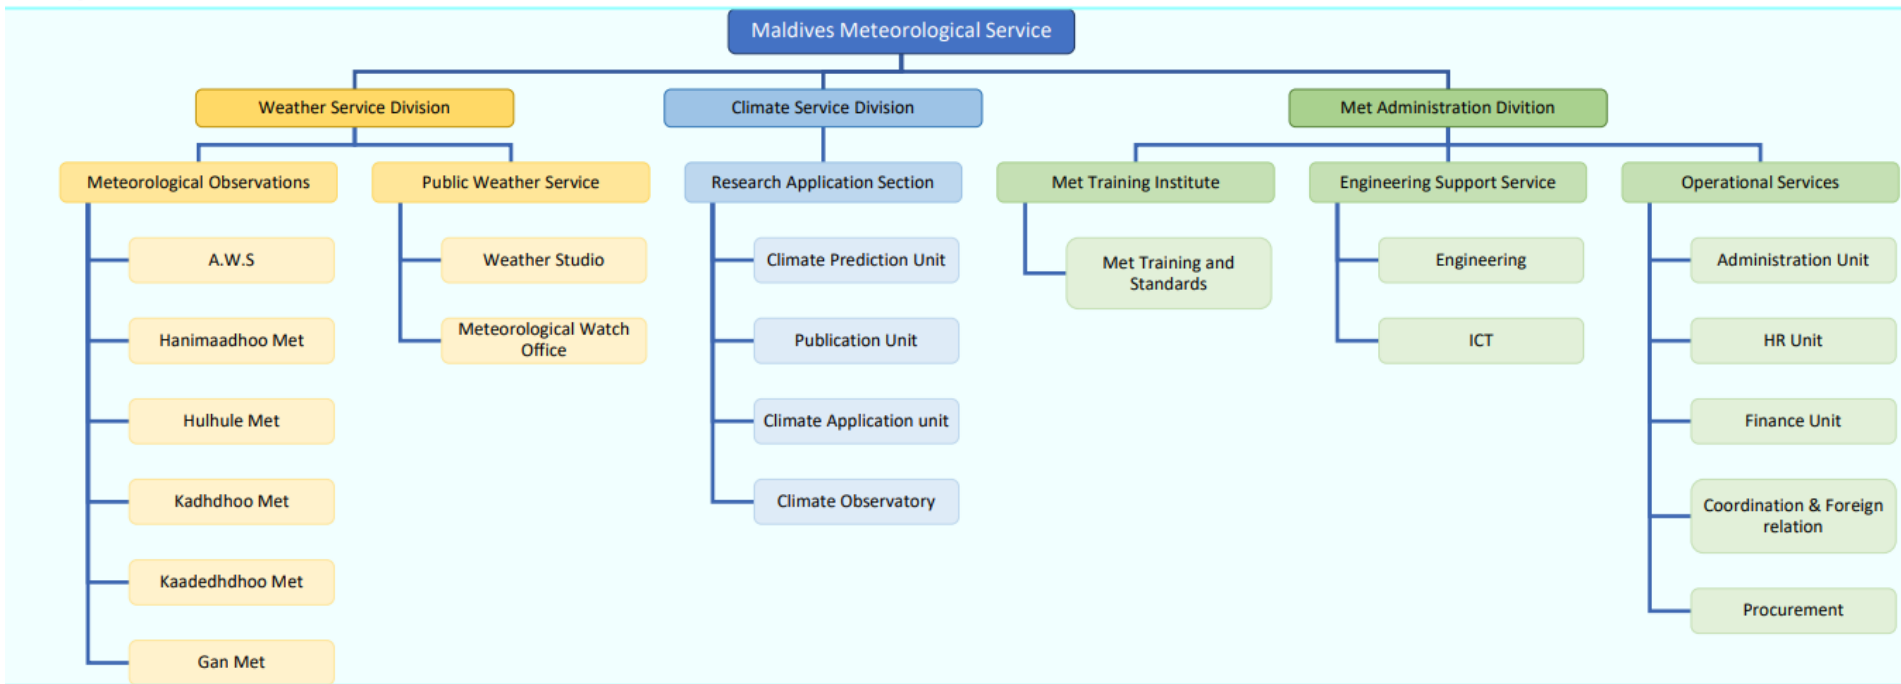 Maldives Meteorological Service
Weather Service Division
Climate Service Division
Met Administration Divition
Meteorological Observations
Public Weather Service
Research Application Section
Met Training Institute
Engineering Support Service
Operational Services
A.W.S
Hanimaadhoo Met
Hulhule Met
Kadhdhoo Met
Kaadedhdhoo Met
Gan Met
Weather Studio
Meteorological Watch
Office
Climate Prediction Unit
Publication Unit
Climate Application unit
Climate Observatory
Met Training and
Standards
Engineering
ICT
Administration Unit
HR Unit
Finance Unit
Coordination & Foreign
relation
Procurement